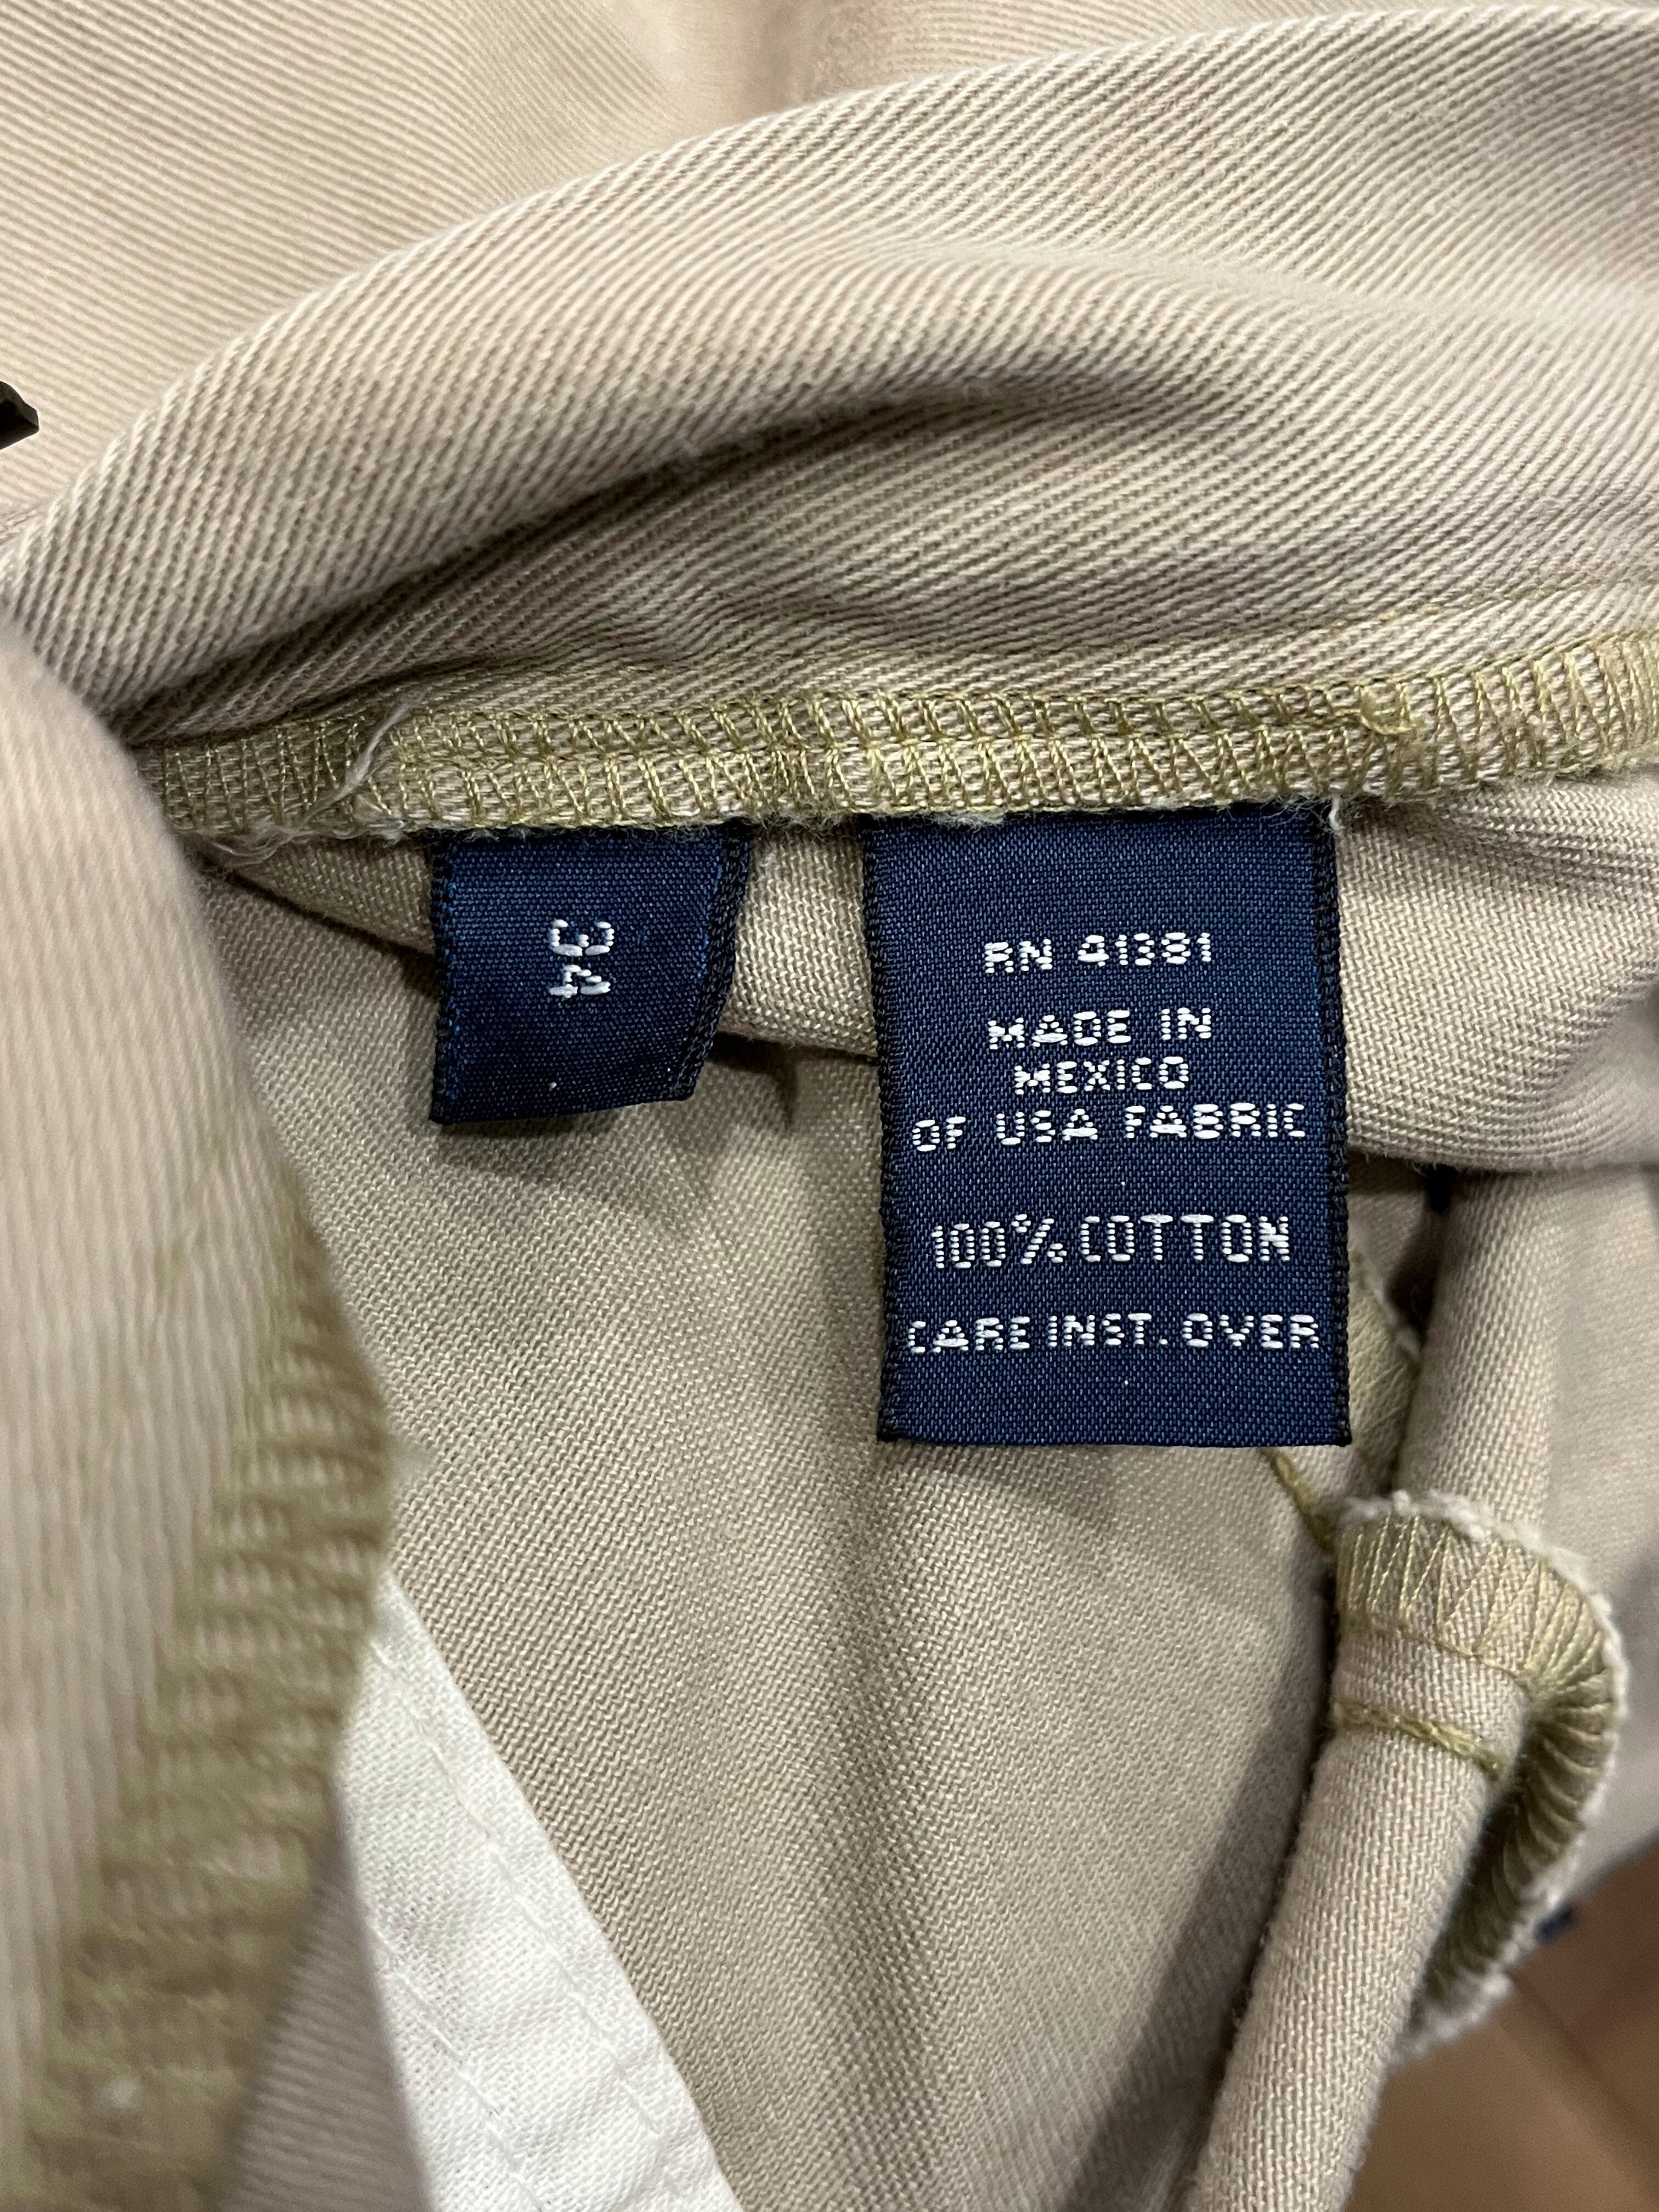 34
RN 41381
MADE IN
MEXICO
OF USA FABRIC
100% COTTON
CARE INST. OVER